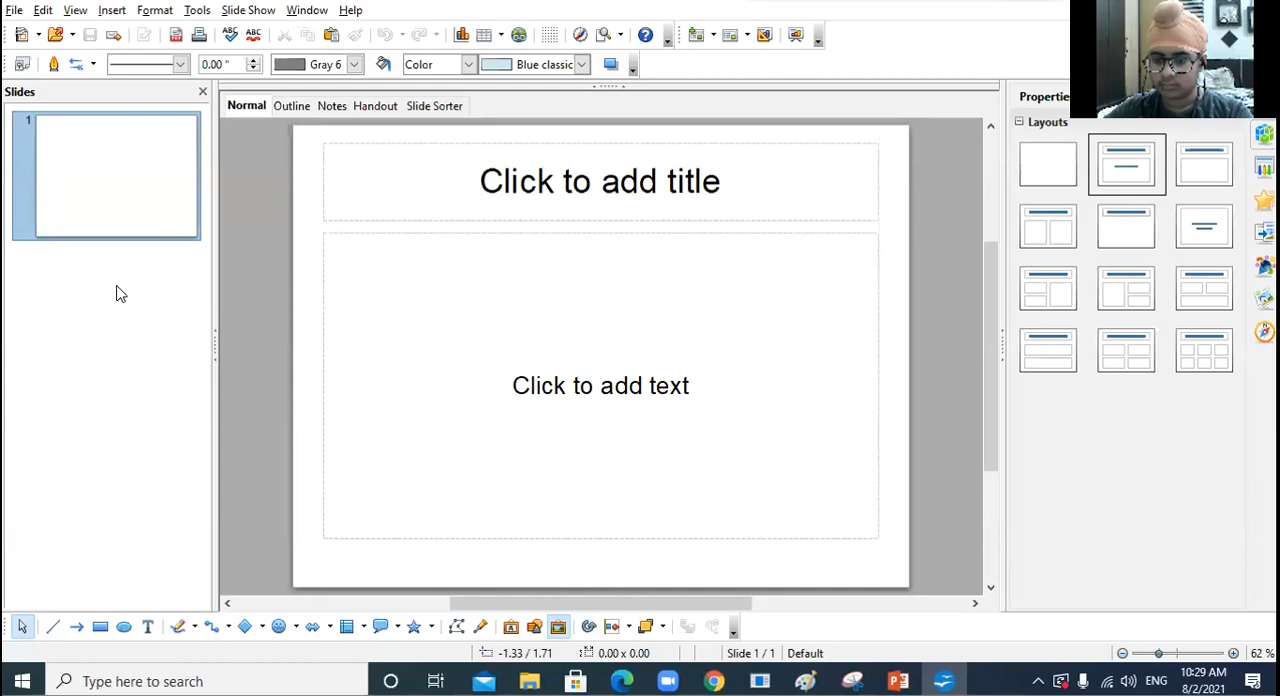 File Edit View Insert Format Tools Slide Show Window Help
0.00 " Gray 6 Color Blue classic
Slides
Normal Outline Notes Handout Slide Sorter
Propertie
Layouts
1
Click to add title
Click to add text
-1.33 / 1.71 0.00 x 0.00 Slide 1 / 1 Default 62 %
Type here to search
ENG
10:29 AM
8/2/2021